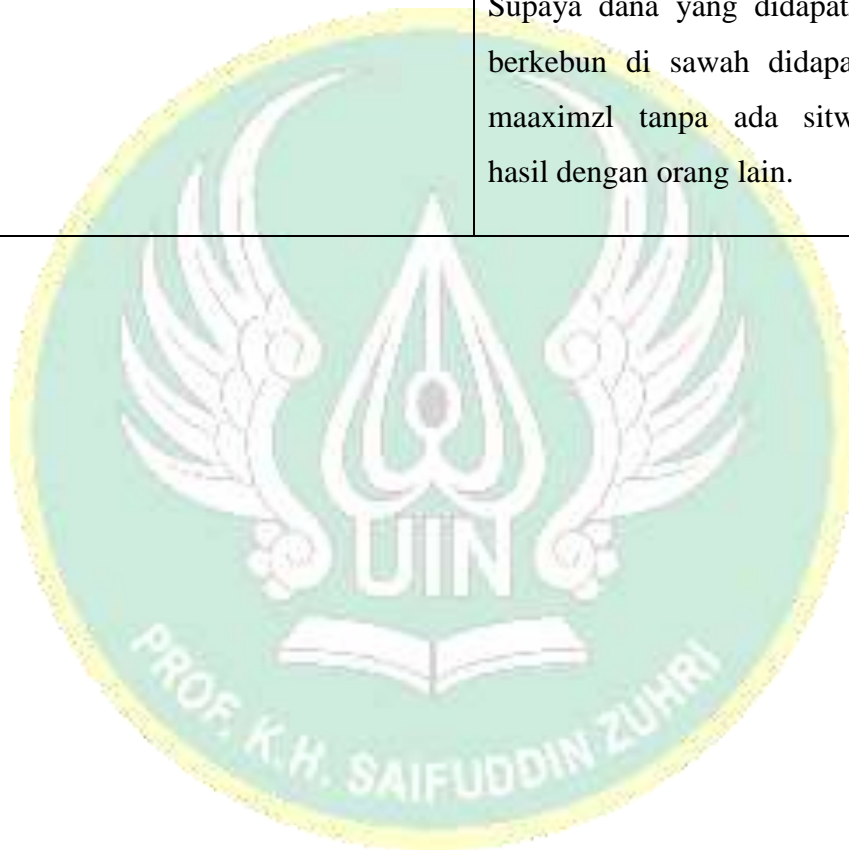 Supaya dana yang didapat
berkebun di sawah didapa
maaximzl tanpa ada sitw
hasil dengan orang lain.
UIN
PROF. K.H. SAIFUDDIN ZUHRI